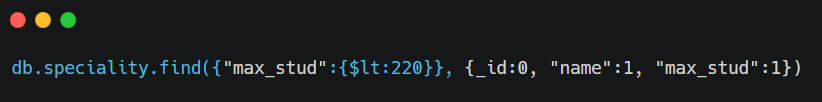 db.speciality.find({"max_stud":{$lt:220}}, {_id:0, "name":1, "max_stud":1})